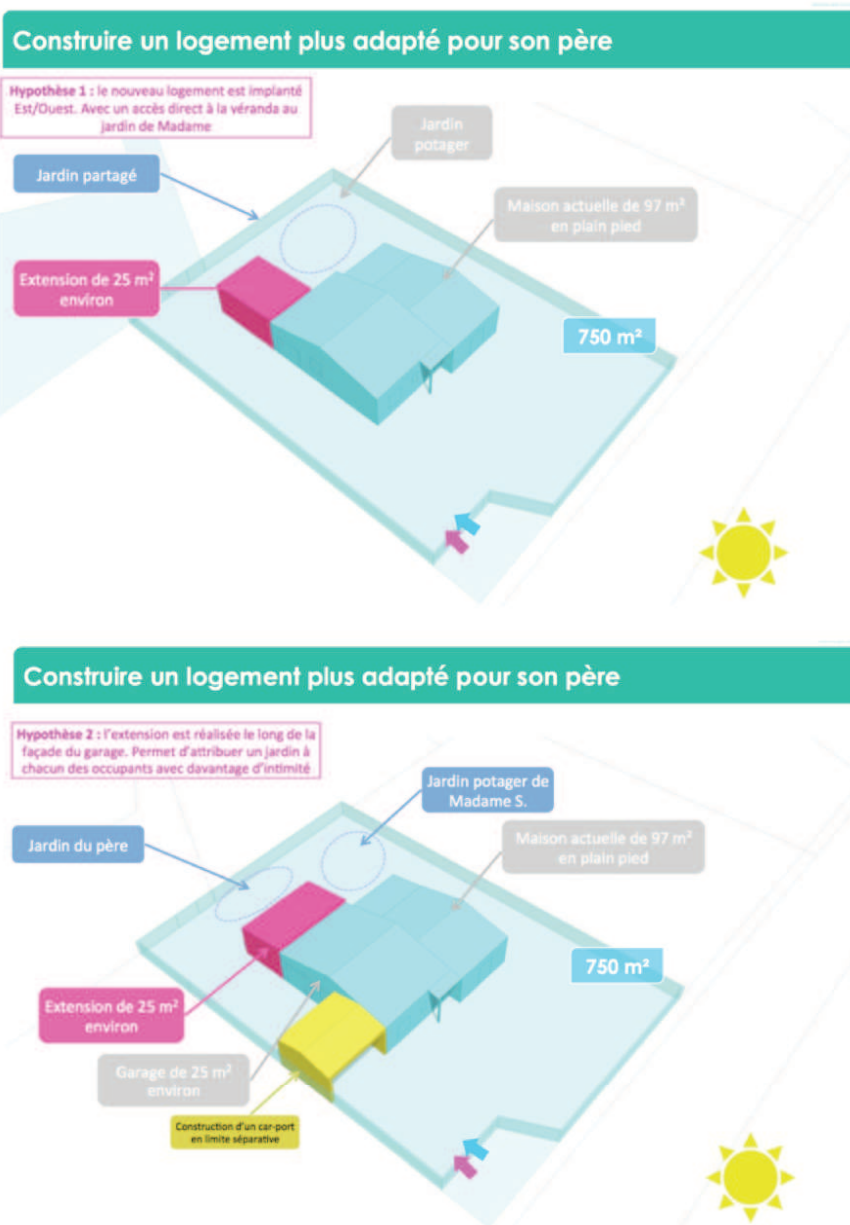 Construire un logement plus adapté pour son père
Hypothèse 1 : le nouveau logement est implanté
Est/Ouest. Avec un accès direct à la véranda au
jardin de Madame
Jardin
potager
Jardin partagé
Maison actuelle de 97 m²
en plain pied
Extension de 25 m²
environ
750 m²
Construire un logement plus adapté pour son père
Hypothèse 2 : l'extension est réalisée le long de la
façade du garage. Permet d'attribuer un jardin à
chacun des occupants avec davantage d'intimité
Jardin potager de
Madame S.
Jardin du père
Maison actuelle de 97 m²
en plain pied
750 m²
Extension de 25 m²
environ
Garage de 25 m²
environ
Construction d'un car-port
en limite séparative